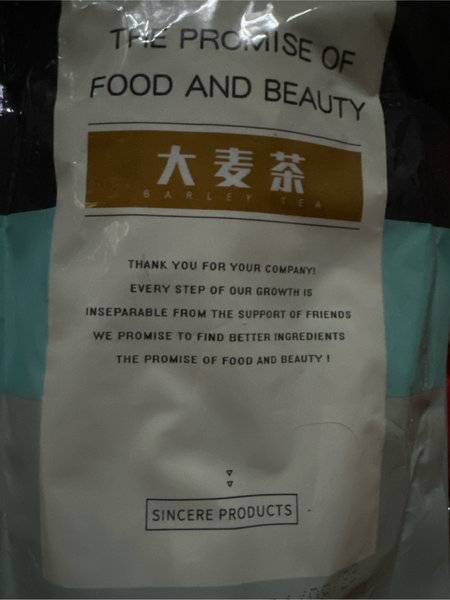 THE PROMISE OF
FOOD AND BEAUTY
大麦茶
BARLEY TEA
THANK YOU FOR YOUR COMPANY!
EVERY STEP OF OUR GROWTH IS
INSEPARABLE FROM THE SUPPORT OF FRIENDS
WE PROMISE TO FIND BETTER INGREDIENTS
THE PROMISE OF FOOD AND BEAUTY !
SINCERE PRODUCTS